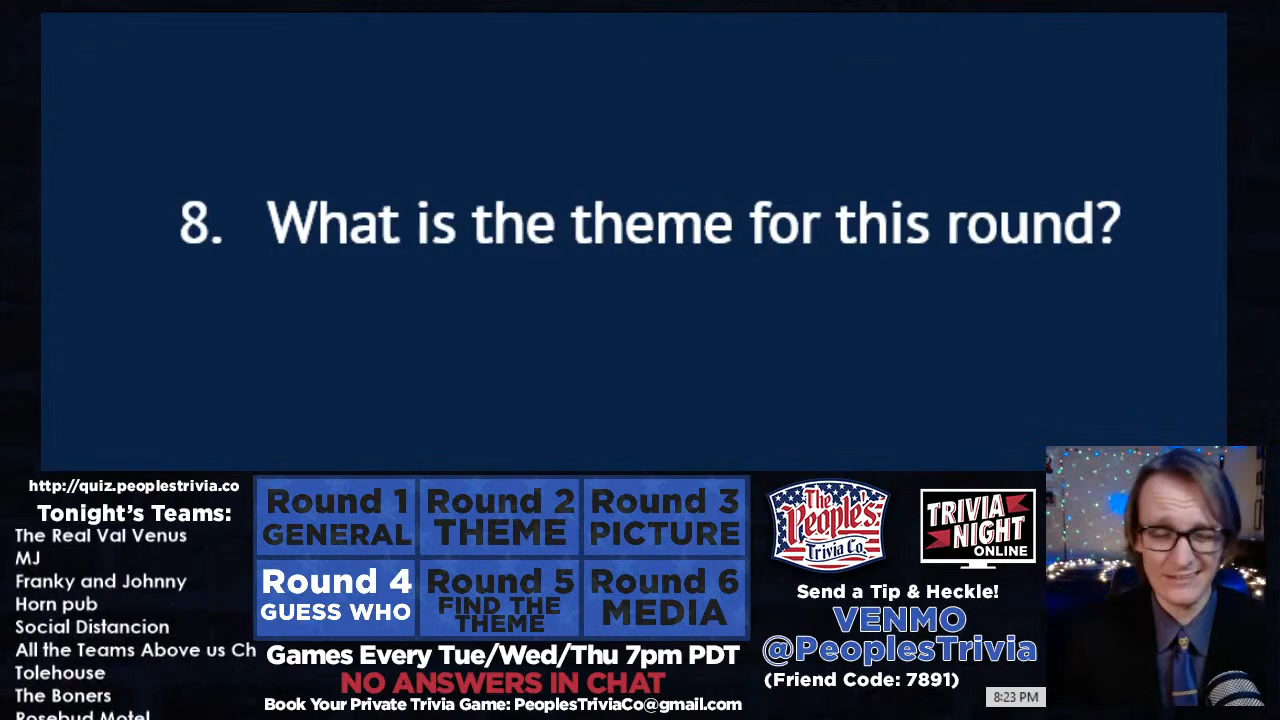 8. What is the theme for this round?
http://quiz.peoplestrivia.co
Tonight's Teams:
The Real Val Venus
MJ
Franky and Johnny
Horn pub
Social Distancion
All the Teams Above us Ch
Tolehouse
The Boners
Rosebud Motel
Round 1
GENERAL
Round 2
THEME
Round 3
PICTURE
Round 4
GUESS WHO
Round 5
FIND THE
THEME
Round 6
MEDIA
Games Every Tue/Wed/Thu 7pm PDT
NO ANSWERS IN CHAT
Book Your Private Trivia Game: PeoplesTriviaCo@gmail.com
The
People's
Trivia Co.
TRIVIA
NIGHT
ONLINE
Send a Tip & Heckle!
VENMO
@PeoplesTrivia
(Friend Code: 7891)
8:23 PM